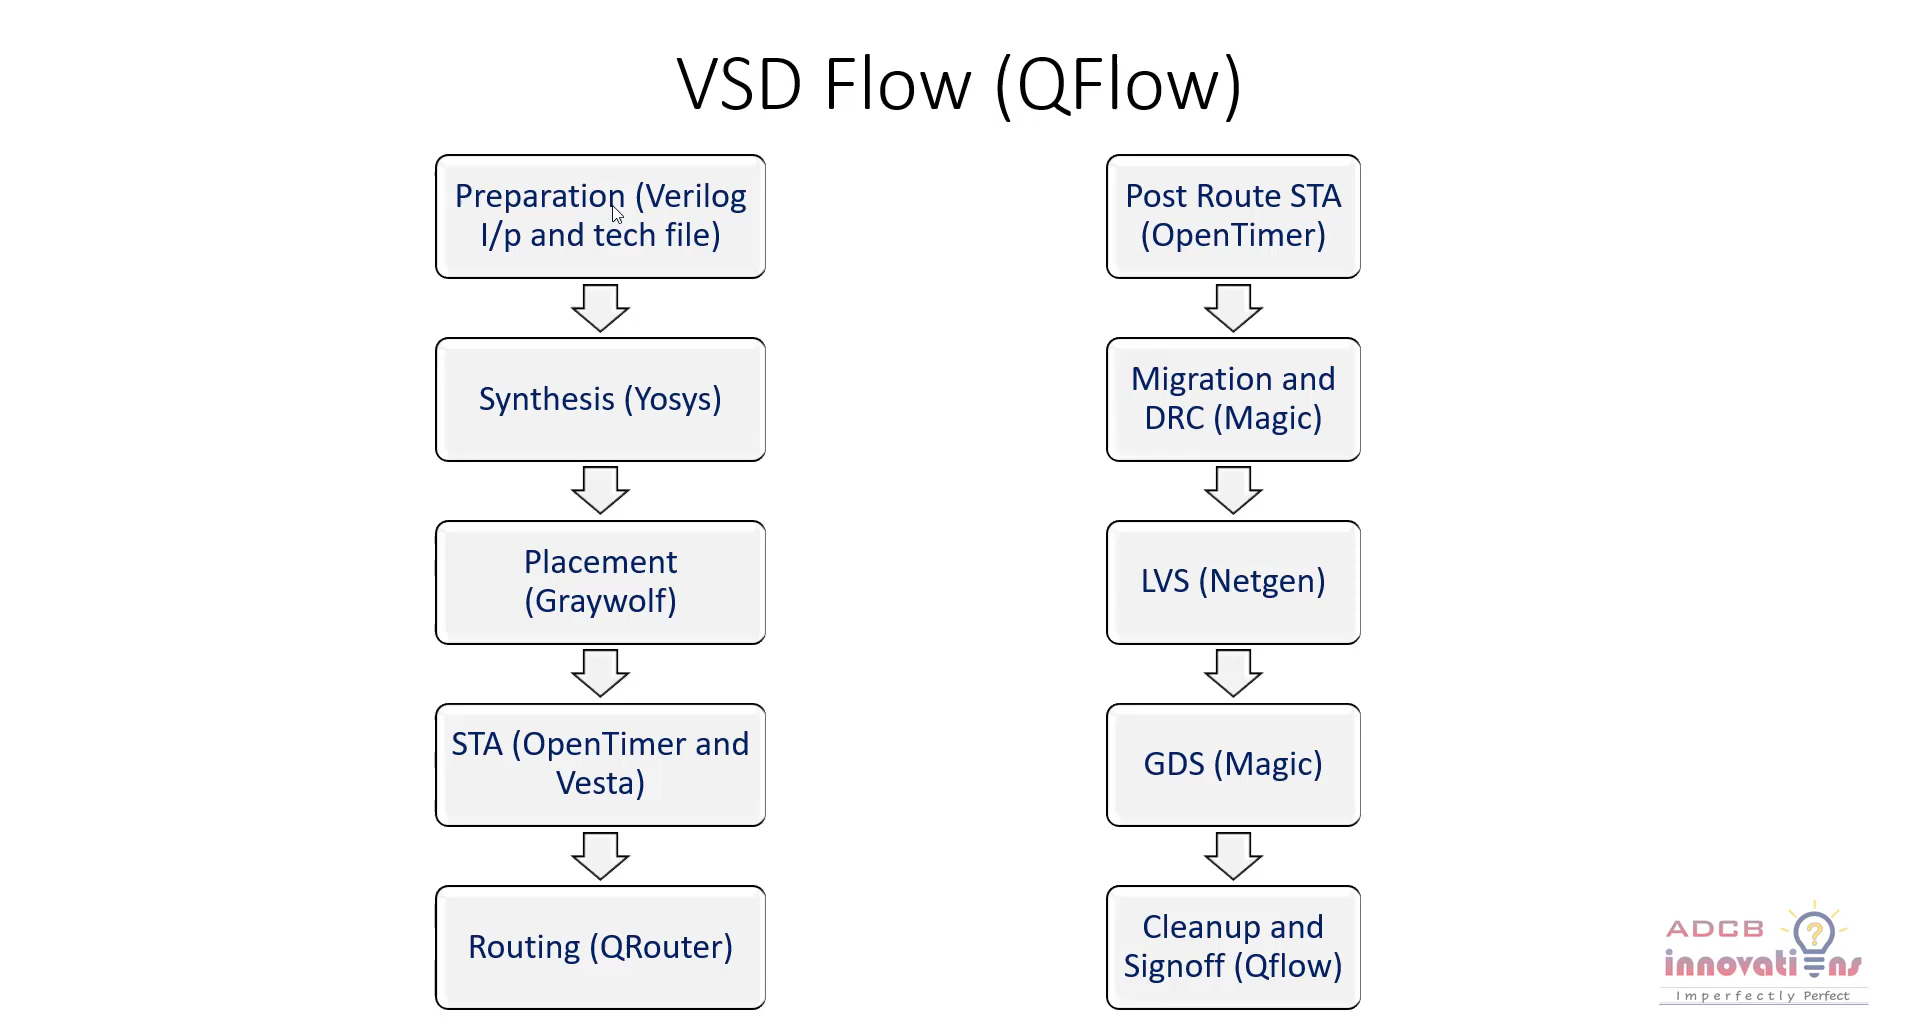 VSD Flow (QFlow)
Preparation (Verilog
I/p and tech file)
Synthesis (Yosys)
Placement
(Graywolf)
STA (OpenTimer and
Vesta)
Routing (QRouter)
Post Route STA
(OpenTimer)
Migration and
DRC (Magic)
LVS (Netgen)
GDS (Magic)
Cleanup and
Signoff (Qflow)
ADCB
innovations
Imperfectly Perfect